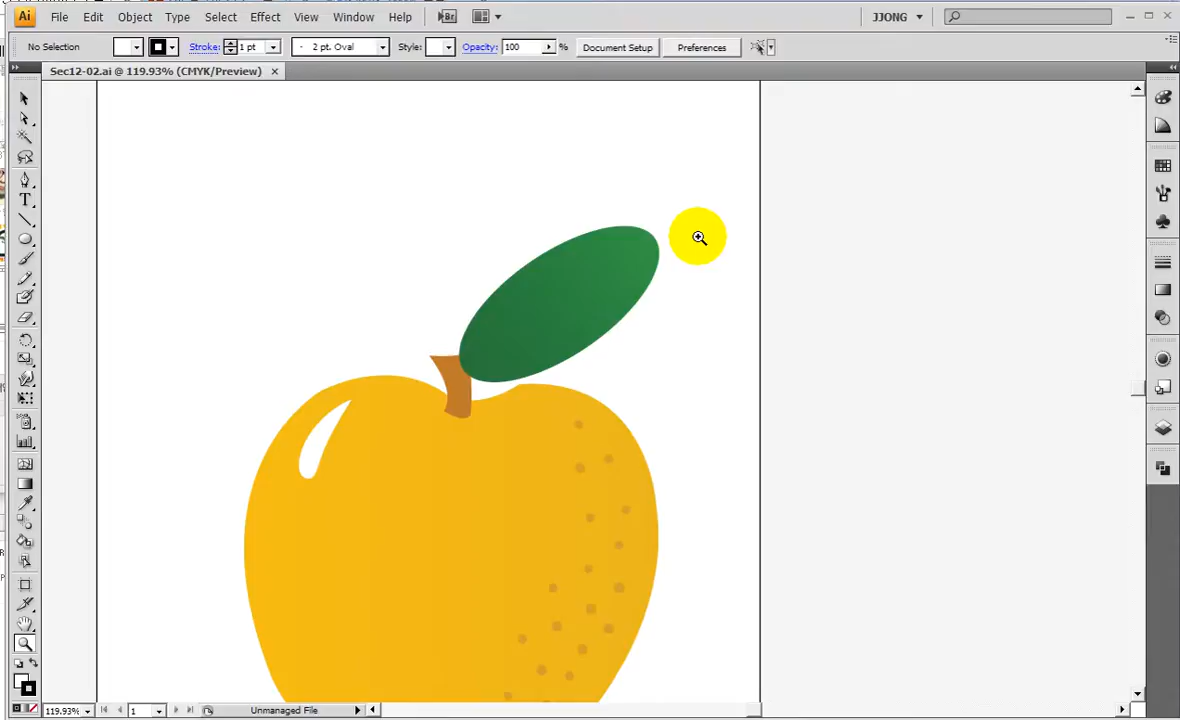 Ai File Edit Object Type Select Effect View Window Help Br JJONG
No Selection Stroke: 1 pt 2 pt. Oval Style: Opacity: 100 % Document Setup Preferences
Sec12-02.ai @ 119.93% (CMYK/Preview)
T
119.93% 1 Unmanaged File